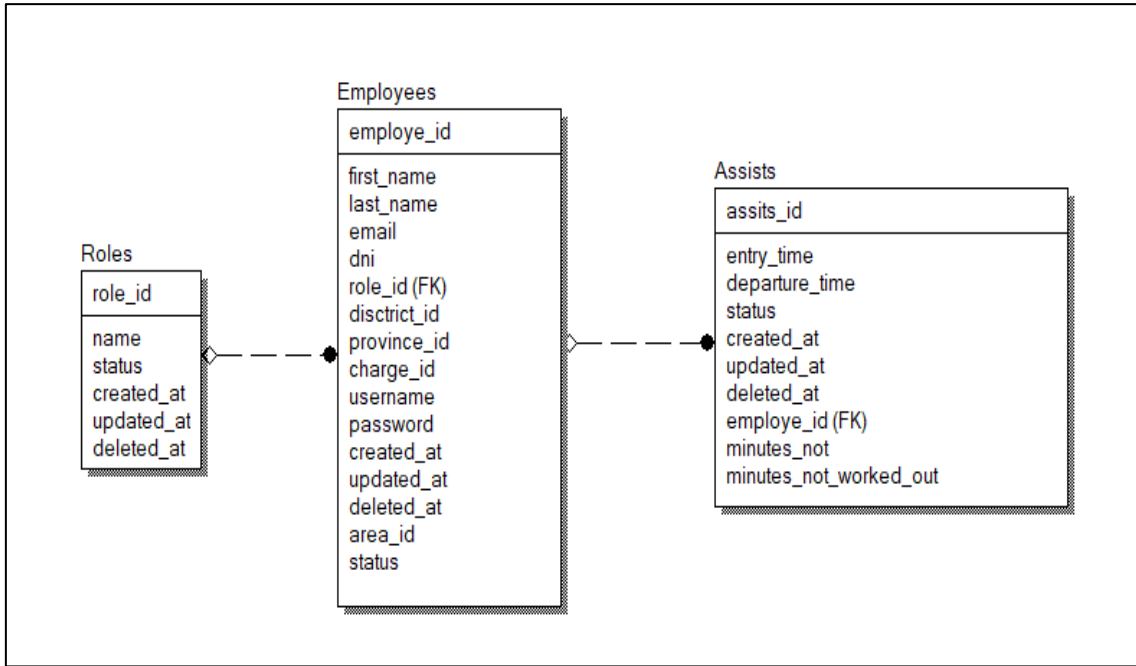 Roles
role_id
name
status
created_at
updated_at
deleted_at
Employees
employe_id
first_name
last_name
email
dni
role_id (FK)
disctrict_id
province_id
charge_id
username
password
created_at
updated_at
deleted_at
area_id
status
Assists
assits_id
entry_time
departure_time
status
created_at
updated_at
deleted_at
employe_id (FK)
minutes_not
minutes_not_worked_out